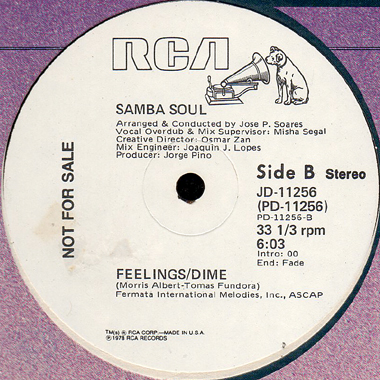 RCA
SAMBA SOUL
Arranged & Conducted by Jose P. Soares
Vocal Overdub & Mix Supervisor: Misha Segal
Creative Director: Osmar Zan
Mix Engineer: Joaquin J. Lopes
Producer: Jorge Pino
NOT FOR SALE
Side B Stereo
JD-11256
(PD-11256)
PD-11256-B
33 1/3 rpm
6:03
Intro: 00
End: Fade
FEELINGS/DIME
(Morris Albert-Tomas Fundora)
Fermata International Melodies, Inc., ASCAP
TM(s) ® RCA CORP.—MADE IN U.S.A.
℗ 1978 RCA RECORDS